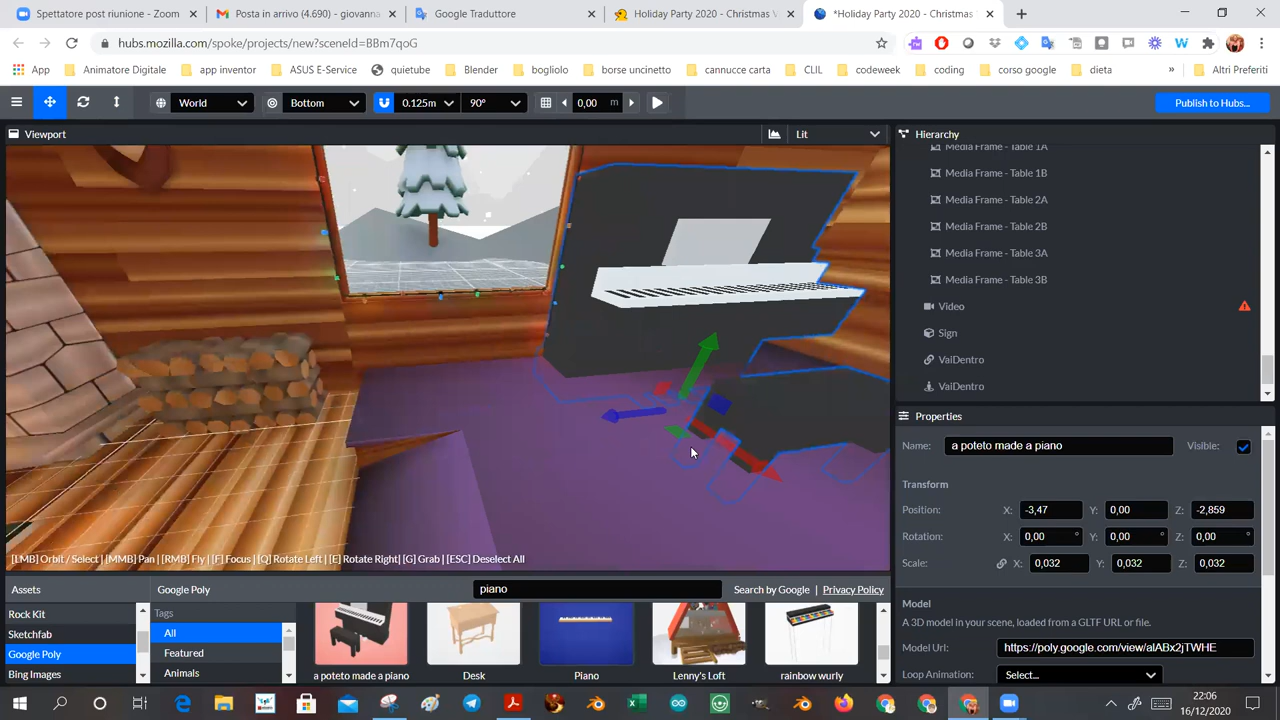 Spettatore post riunione - Zoom
Posta in arrivo (4.690) - giovanna
Google Traduttore
Holiday Party 2020 - Christmas V
*Holiday Party 2020 - Christmas
hubs.mozilla.com/spoke/projects/new?sceneId=BBm7qoG
App
Animatore Digitale
app inventor
ASUS E-Service
quietube
Blender
bogliolo
borse uncinetto
cannucce carta
CLIL
codeweek
coding
corso google
dieta
»
Altri Preferiti
World
Bottom
0.125m
90°
0,00 m
Publish to Hubs...
Viewport
Lit
Hierarchy
Media Frame - Table 1A
Media Frame - Table 1B
Media Frame - Table 2A
Media Frame - Table 2B
Media Frame - Table 3A
Media Frame - Table 3B
Video
Sign
VaiDentro
VaiDentro
Properties
Name: a poteto made a piano Visible:
Transform
Position: X: -3,47 Y: 0,00 Z: -2,859
Rotation: X: 0,00 ° Y: 0,00 ° Z: 0,00 °
Scale: X: 0,032 Y: 0,032 Z: 0,032
Model
A 3D model in your scene, loaded from a GLTF URL or file.
Model Url: https://poly.google.com/view/alABx2jTWHE
Loop Animation: Select...
[LMB] Orbit / Select | [MMB] Pan | [RMB] Fly | [F] Focus | [Q] Rotate Left | [E] Rotate Right| [G] Grab | [ESC] Deselect All
Assets
Google Poly
piano
Search by Google | Privacy Policy
Rock Kit
Sketchfab
Google Poly
Bing Images
Tags
All
Featured
Animals
a poteto made a piano
Desk
Piano
Lenny's Loft
rainbow wurly
22:06
16/12/2020